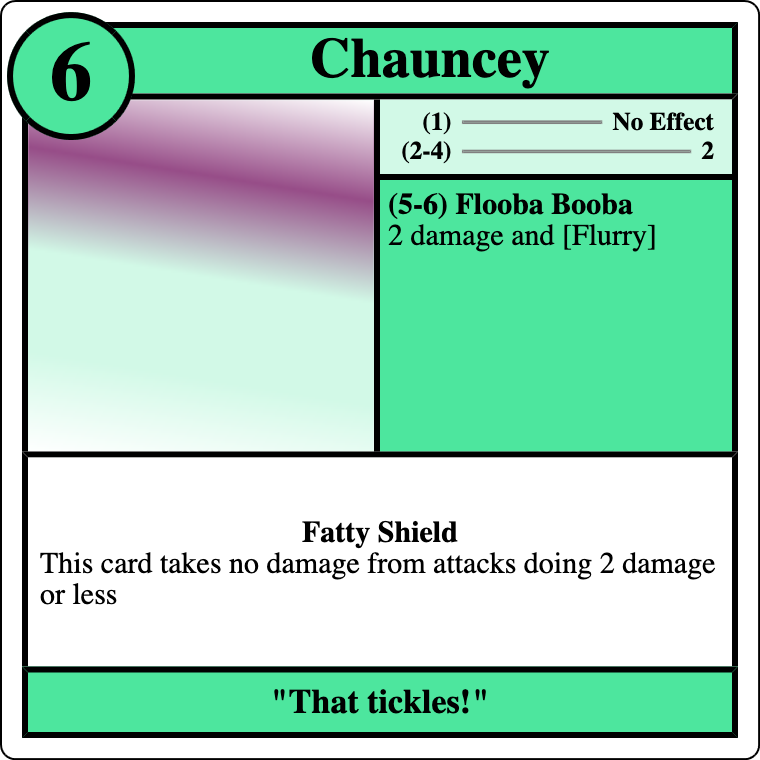 6
Chauncey
(1) No Effect
(2-4) 2
(5-6) Flooba Booba
2 damage and [Flurry]
Fatty Shield
This card takes no damage from attacks doing 2 damage
or less
"That tickles!"